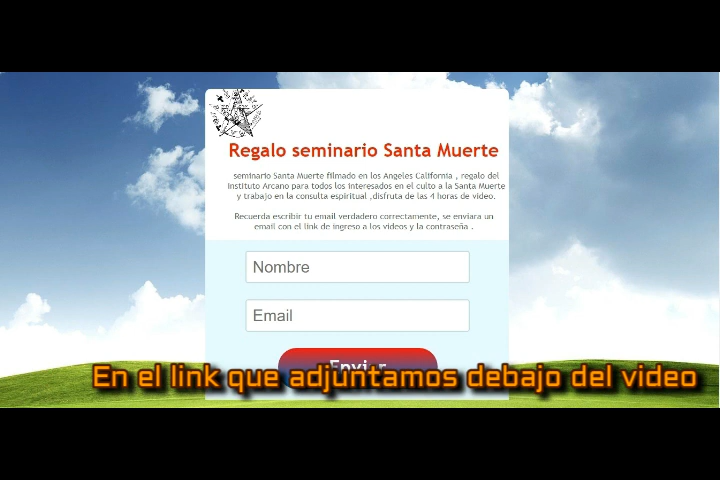 Regalo seminario Santa Muerte
seminario Santa Muerte filmado en los Angeles California , regalo del
Instituto Arcano para todos los interesados en el culto a la Santa Muerte
y trabajo en la consulta espiritual ,disfruta de las 4 horas de video.
Recuerda escribir tu email verdadero correctamente, se enviara un
email con el link de ingreso a los videos y la contraseña .
Nombre
Email
Enviar
En el link que adjuntamos debajo del video